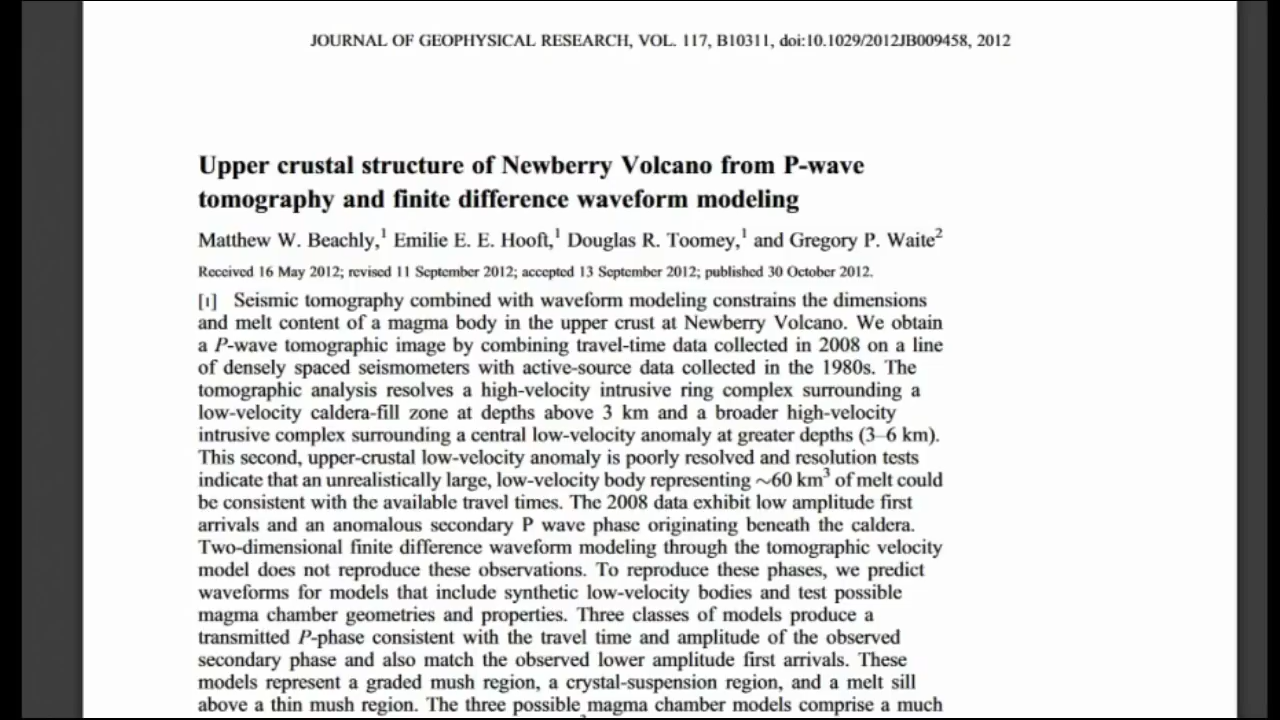 JOURNAL OF GEOPHYSICAL RESEARCH, VOL. 117, B10311, doi:10.1029/2012JB009458, 2012
Upper crustal structure of Newberry Volcano from P-wave
tomography and finite difference waveform modeling
Matthew W. Beachly,1 Emilie E. E. Hooft,1 Douglas R. Toomey,1 and Gregory P. Waite2
Received 16 May 2012; revised 11 September 2012; accepted 13 September 2012; published 30 October 2012.
[1] Seismic tomography combined with waveform modeling constrains the dimensions
and melt content of a magma body in the upper crust at Newberry Volcano. We obtain
a P-wave tomographic image by combining travel-time data collected in 2008 on a line
of densely spaced seismometers with active-source data collected in the 1980s. The
tomographic analysis resolves a high-velocity intrusive ring complex surrounding a
low-velocity caldera-fill zone at depths above 3 km and a broader high-velocity
intrusive complex surrounding a central low-velocity anomaly at greater depths (3–6 km).
This second, upper-crustal low-velocity anomaly is poorly resolved and resolution tests
indicate that an unrealistically large, low-velocity body representing ~60 km3 of melt could
be consistent with the available travel times. The 2008 data exhibit low amplitude first
arrivals and an anomalous secondary P wave phase originating beneath the caldera.
Two-dimensional finite difference waveform modeling through the tomographic velocity
model does not reproduce these observations. To reproduce these phases, we predict
waveforms for models that include synthetic low-velocity bodies and test possible
magma chamber geometries and properties. Three classes of models produce a
transmitted P-phase consistent with the travel time and amplitude of the observed
secondary phase and also match the observed lower amplitude first arrivals. These
models represent a graded mush region, a crystal-suspension region, and a melt sill
above a thin mush region. The three possible magma chamber models comprise a much